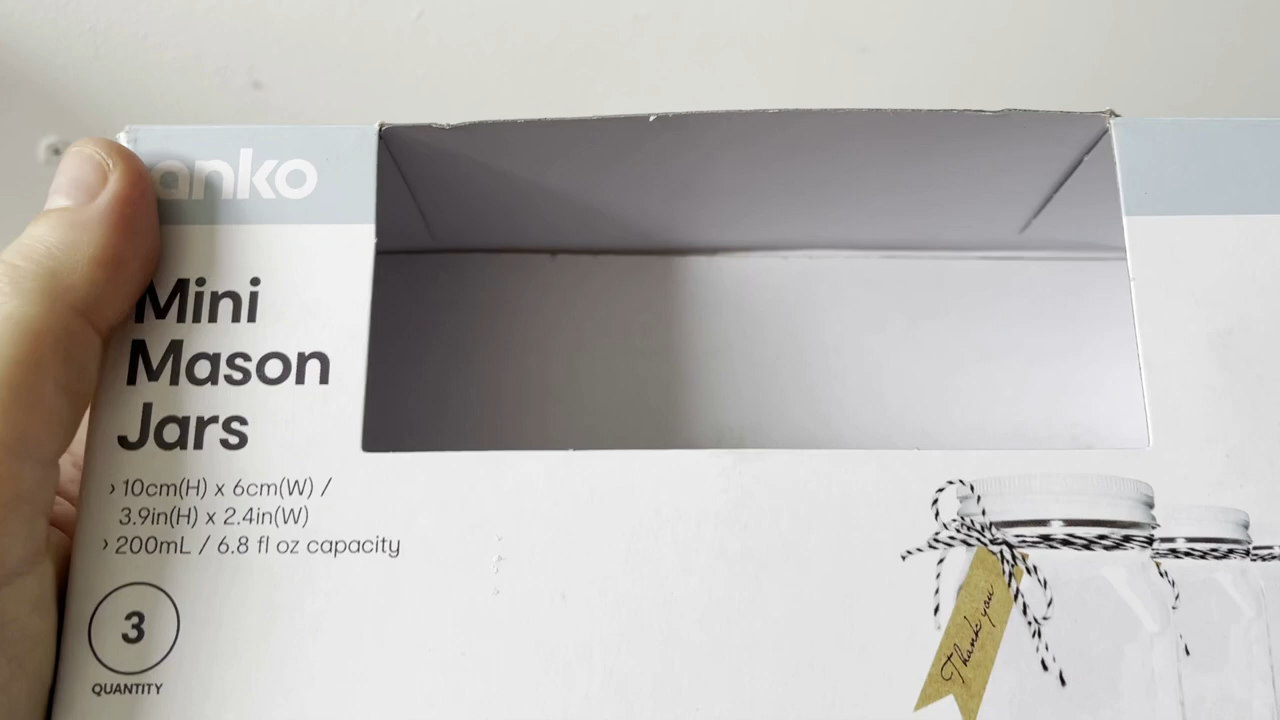 anko
Mini
Mason
Jars
› 10cm(H) x 6cm(W) /
3.9in(H) x 2.4in(W)
› 200mL / 6.8 fl oz capacity
3
QUANTITY
Thank you